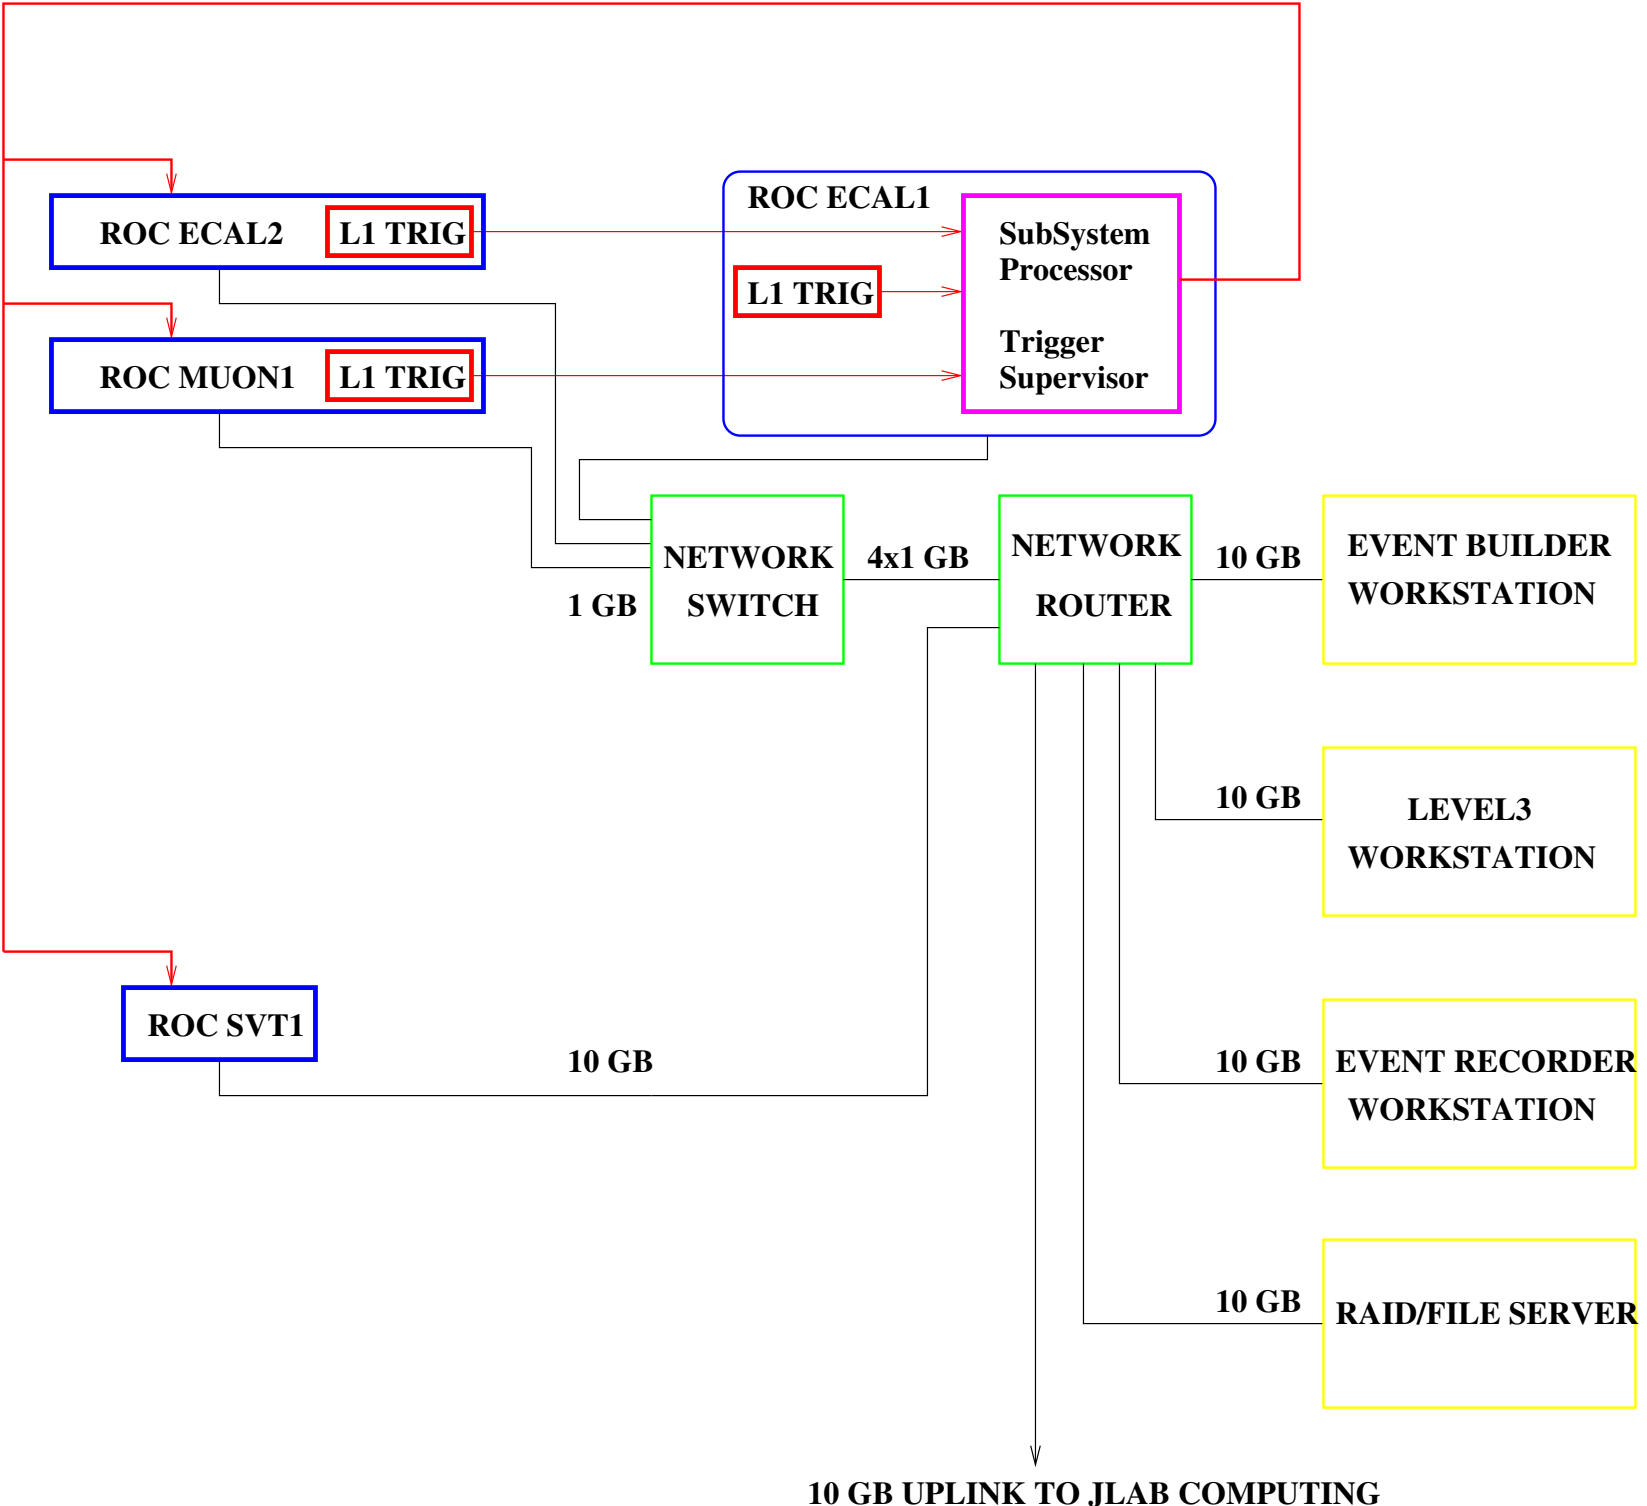 ROC ECAL1
ROC ECAL2
L1 TRIG
SubSystem
Processor
L1 TRIG
Trigger
Supervisor
ROC MUON1
L1 TRIG
NETWORK
SWITCH
1 GB
4x1 GB
NETWORK
ROUTER
10 GB
EVENT BUILDER
WORKSTATION
10 GB
LEVEL3
WORKSTATION
ROC SVT1
10 GB
10 GB
EVENT RECORDER
WORKSTATION
10 GB
RAID/FILE SERVER
10 GB UPLINK TO JLAB COMPUTING